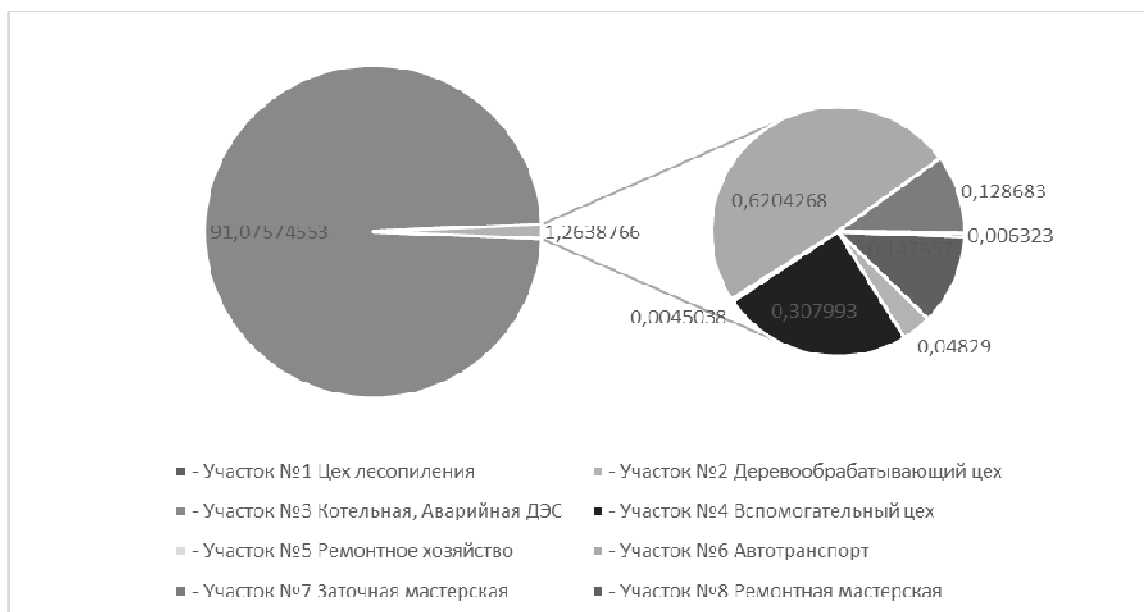 91,07574553
1,2638766
0,6204268
0,128683
0,006323
0,0045038
0,307993
0,04829
- Участок №1 Цех лесопиления
- Участок №2 Деревообрабатывающий цех
- Участок №3 Котельная, Аварийная ДЭС
- Участок №4 Вспомогательный цех
- Участок №5 Ремонтное хозяйство
- Участок №6 Автотранспорт
- Участок №7 Заточная мастерская
- Участок №8 Ремонтная мастерская